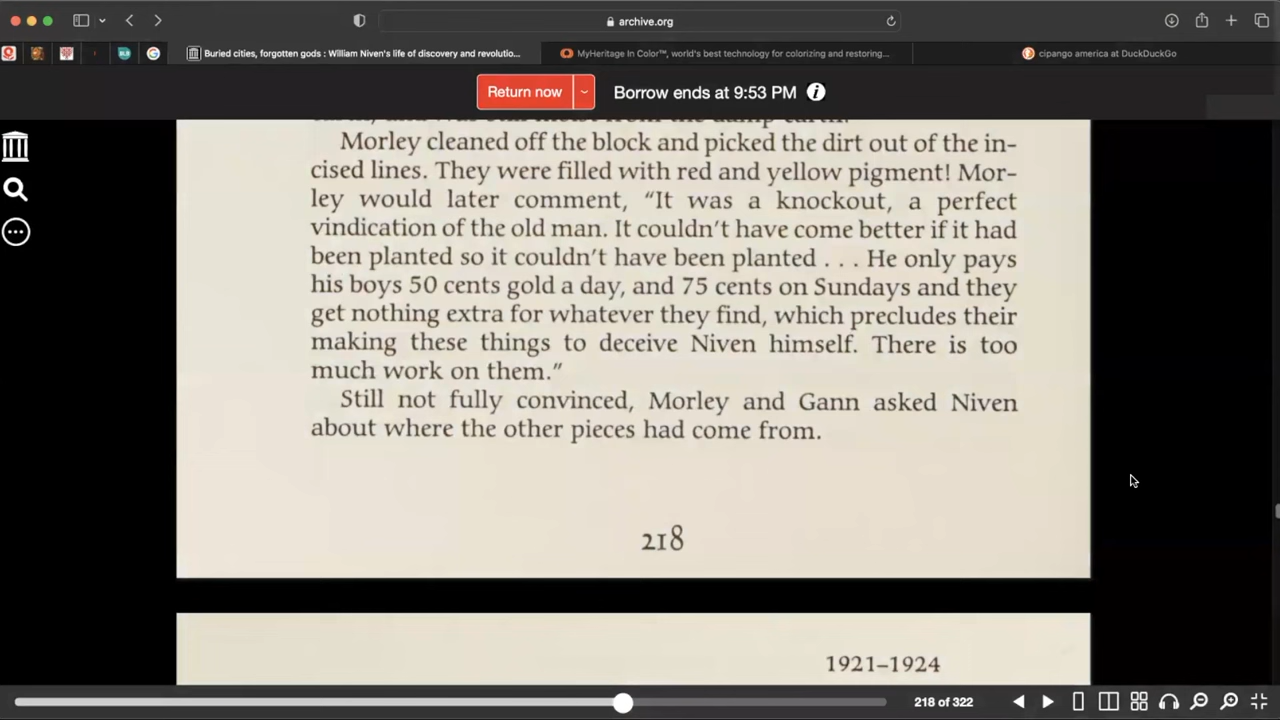 archive.org
Buried cities, forgotten gods : William Niven's life of discovery and revolutio...
MyHeritage In Color™, world's best technology for colorizing and restoring...
cipango america at DuckDuckGo
Return now
Borrow ends at 9:53 PM
Morley cleaned off the block and picked the dirt out of the in-
cised lines. They were filled with red and yellow pigment! Mor-
ley would later comment, “It was a knockout, a perfect
vindication of the old man. It couldn’t have come better if it had
been planted so it couldn’t have been planted . . . He only pays
his boys 50 cents gold a day, and 75 cents on Sundays and they
get nothing extra for whatever they find, which precludes their
making these things to deceive Niven himself. There is too
much work on them.”
Still not fully convinced, Morley and Gann asked Niven
about where the other pieces had come from.
218
1921–1924
218 of 322